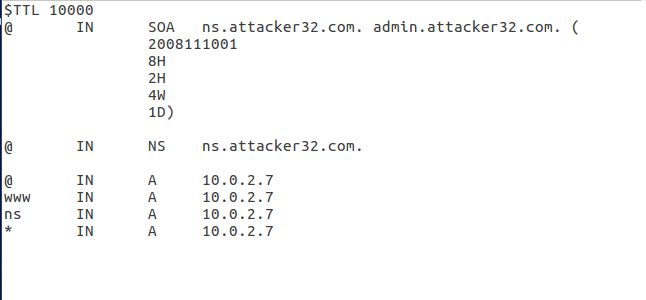 $TTL 10000
@ IN SOA ns.attacker32.com. admin.attacker32.com. (
2008111001
8H
2H
4W
1D)
@ IN NS ns.attacker32.com.
@ IN A 10.0.2.7
www IN A 10.0.2.7
ns IN A 10.0.2.7
* IN A 10.0.2.7